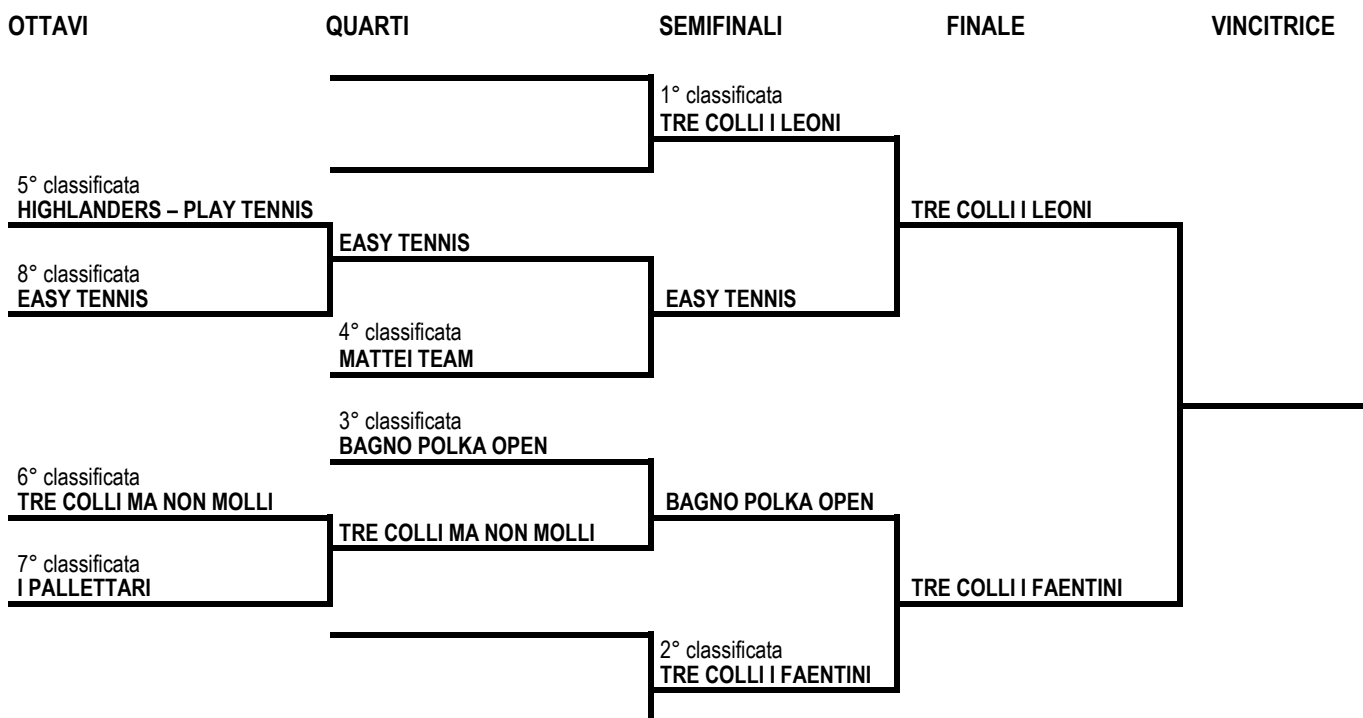 OTTAVI QUARTI SEMIFINALI FINALE VINCITRICE
1° classificata
TRE COLLI I LEONI
5° classificata
HIGHLANDERS – PLAY TENNIS
TRE COLLI I LEONI
EASY TENNIS
8° classificata
EASY TENNIS
EASY TENNIS
4° classificata
MATTEI TEAM
3° classificata
BAGNO POLKA OPEN
6° classificata
TRE COLLI MA NON MOLLI
BAGNO POLKA OPEN
TRE COLLI MA NON MOLLI
7° classificata
I PALLETTARI
TRE COLLI I FAENTINI
2° classificata
TRE COLLI I FAENTINI